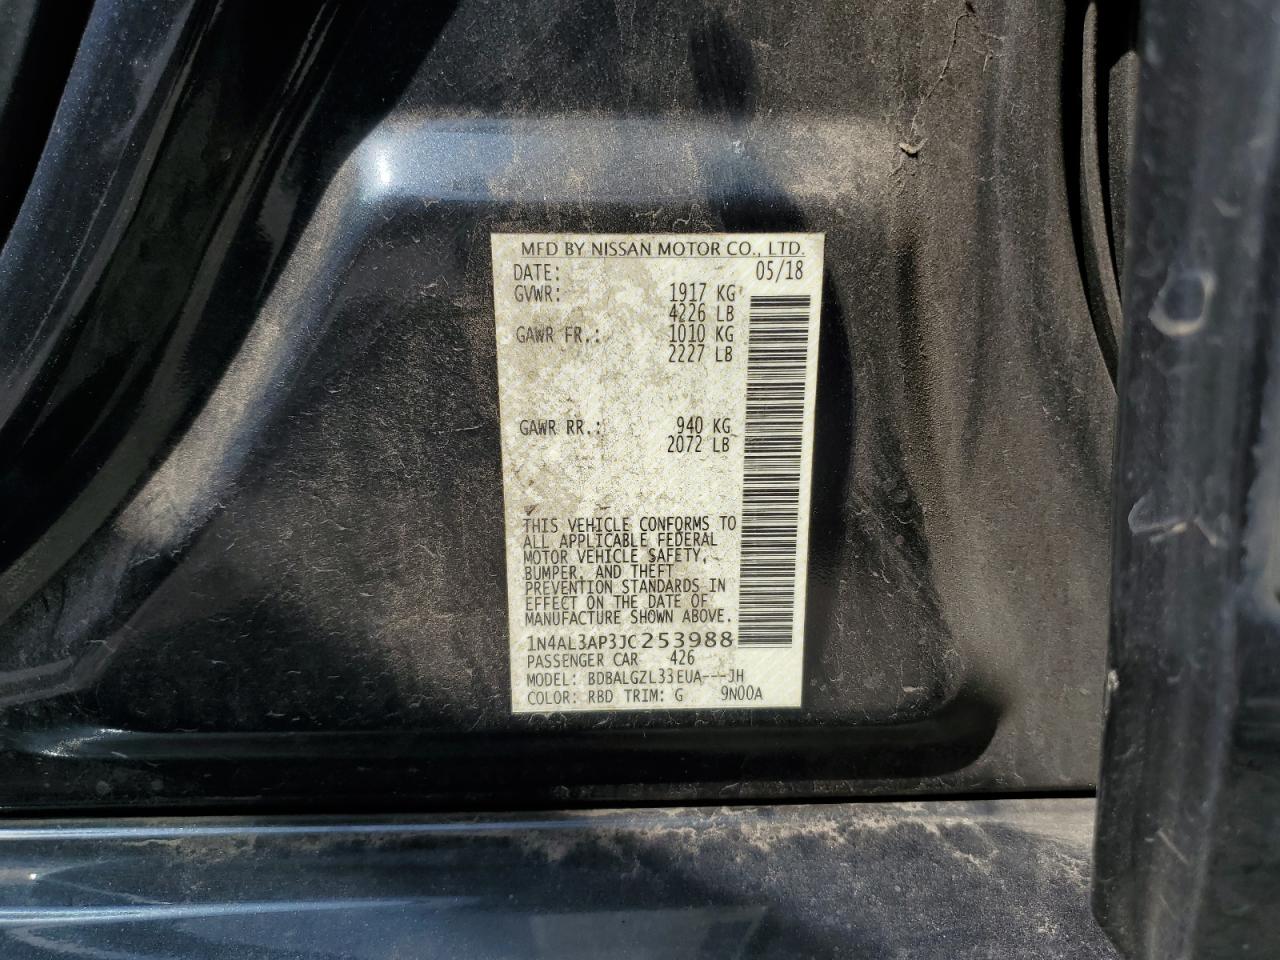 MFD BY NISSAN MOTOR CO., LTD.
DATE: 05/18
GVWR: 1917 KG
4226 LB
GAWR FR.: 1010 KG
2227 LB
GAWR RR.: 940 KG
2072 LB
THIS VEHICLE CONFORMS TO
ALL APPLICABLE FEDERAL
MOTOR VEHICLE SAFETY,
BUMPER, AND THEFT
PREVENTION STANDARDS IN
EFFECT ON THE DATE OF
MANUFACTURE SHOWN ABOVE.
1N4AL3AP3JC253988
PASSENGER CAR 426
MODEL: BDBALGZL33EUA---JH
COLOR: RBD TRIM: G 9N00A